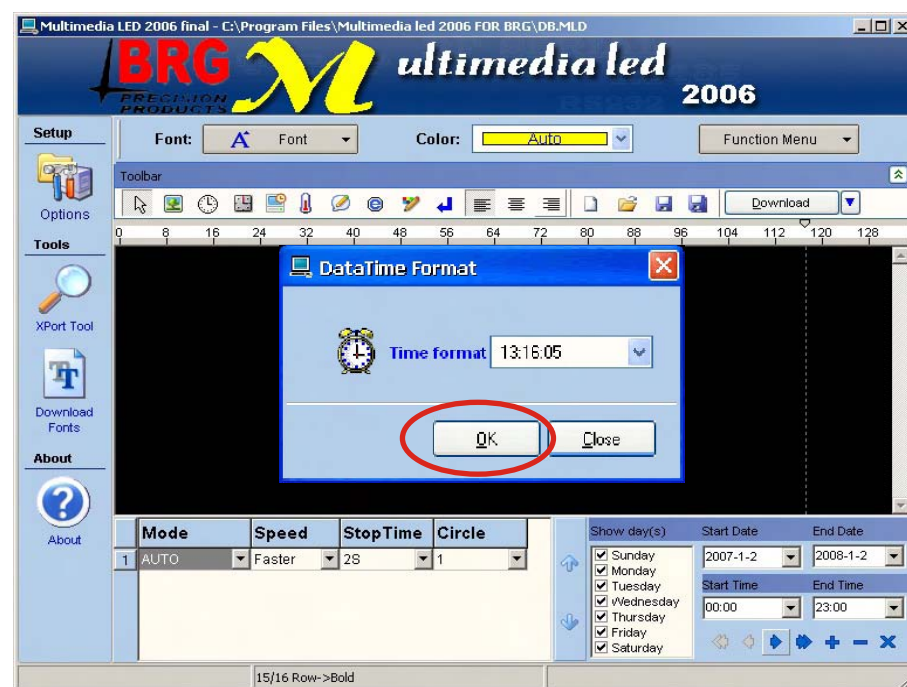 Multimedia LED 2006 final - C:\Program Files\Multimedia led 2006 FOR BRG\DB.MLD
BRG
PRECISION
PRODUCTS
M ultimedia led
2006
Setup
Font: A Font
Color: Auto
Function Menu
Toolbar
Options
Download
Tools
0 8 16 24 32 40 48 56 64 72 80 88 96 104 112 120 128
DataTime Format
XPort Tool
Time format 13:16:05
Download
Fonts
OK Close
About
About
Mode Speed StopTime Circle
1 AUTO Faster 2S 1
Show day(s) Start Date End Date
Sunday 2007-1-2 2008-1-2
Monday
Tuesday Start Time End Time
Wednesday 00:00 23:00
Thursday
Friday
Saturday
15/16 Row->Bold